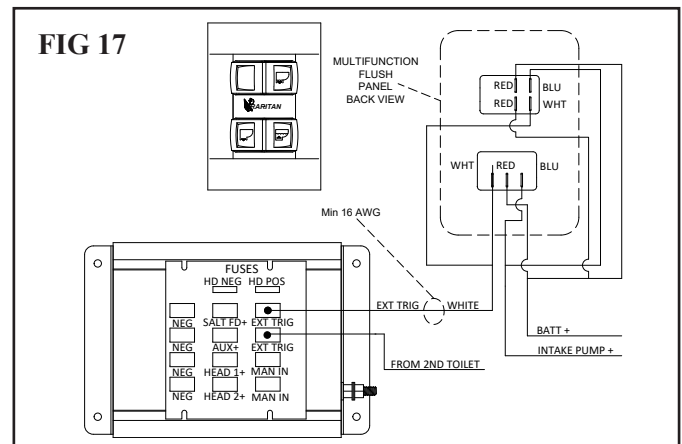 FIG 17
MULTIFUNCTION
FLUSH
PANEL
BACK VIEW
RARITAN
RED
BLU
RED
WHT
WHT
RED
BLU
Min 16 AWG
FUSES
HD NEG HD POS
NEG SALT FD+ EXT TRIG
NEG AUX+ EXT TRIG
NEG HEAD 1+ MAN IN
NEG HEAD 2+ MAN IN
EXT TRIG WHITE
BATT +
INTAKE PUMP +
FROM 2ND TOILET